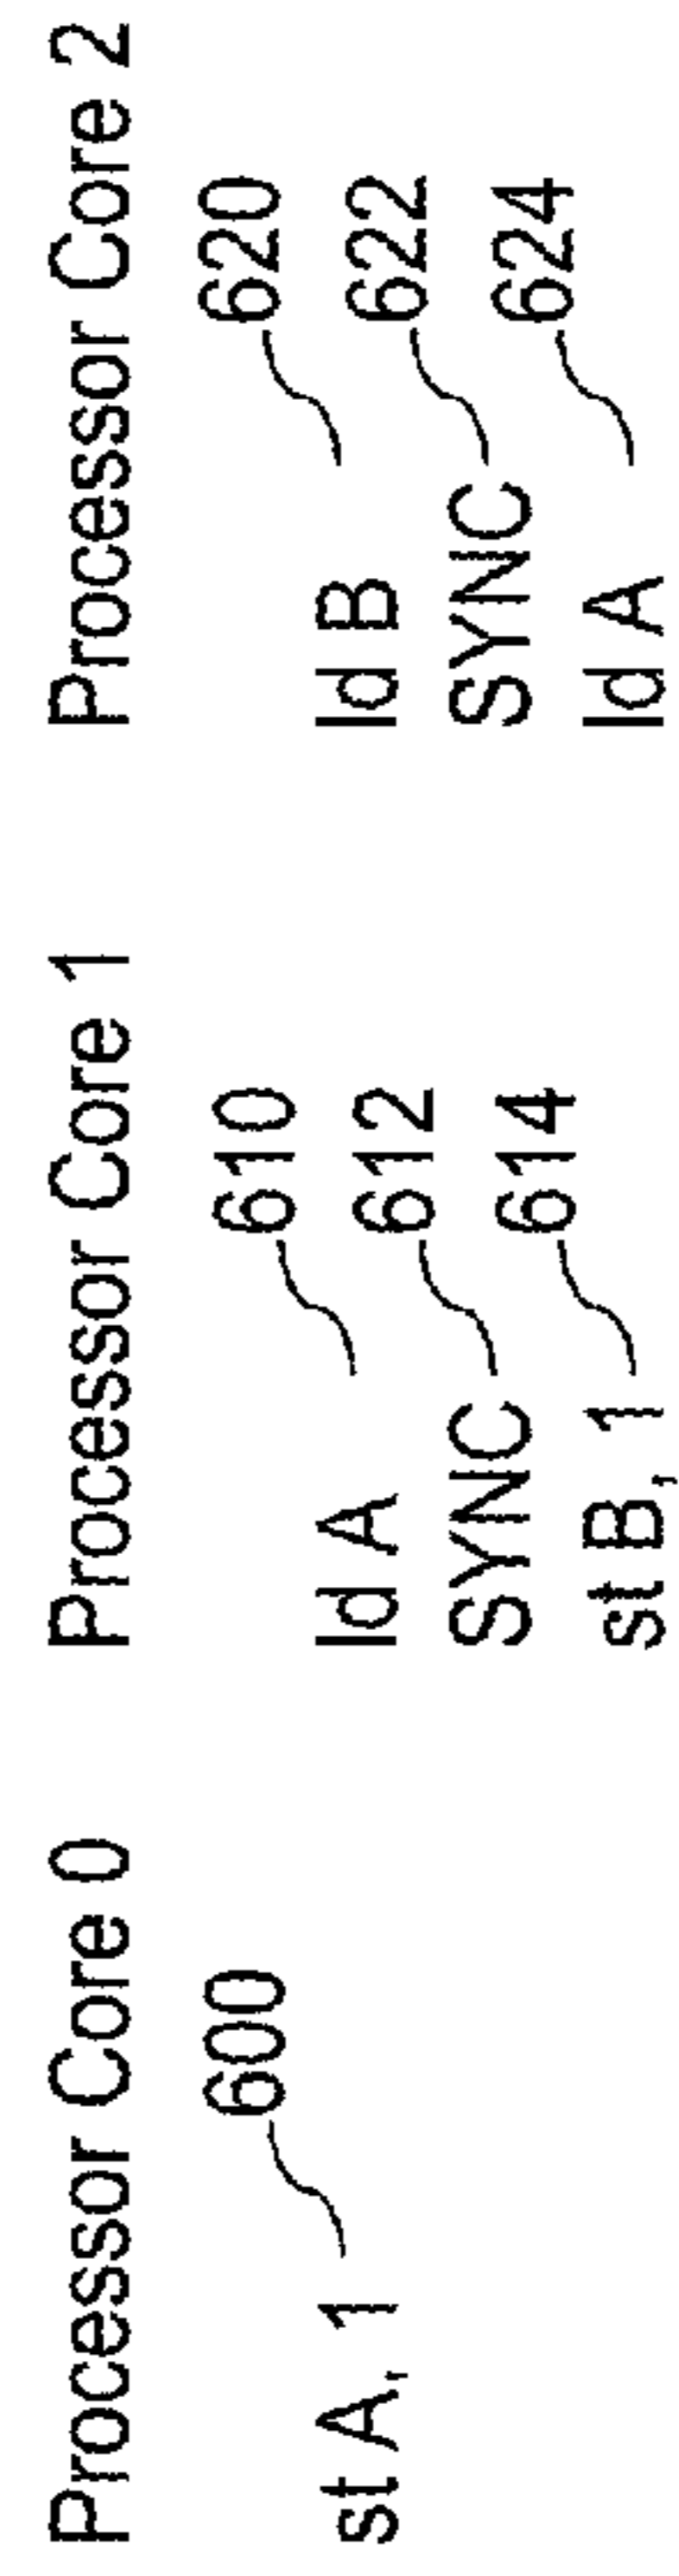 Processor Core 0
600
st A, 1
Processor Core 1
610
ld A
612
SYNC
614
st B, 1
Processor Core 2
620
ld B
622
SYNC
624
ld A